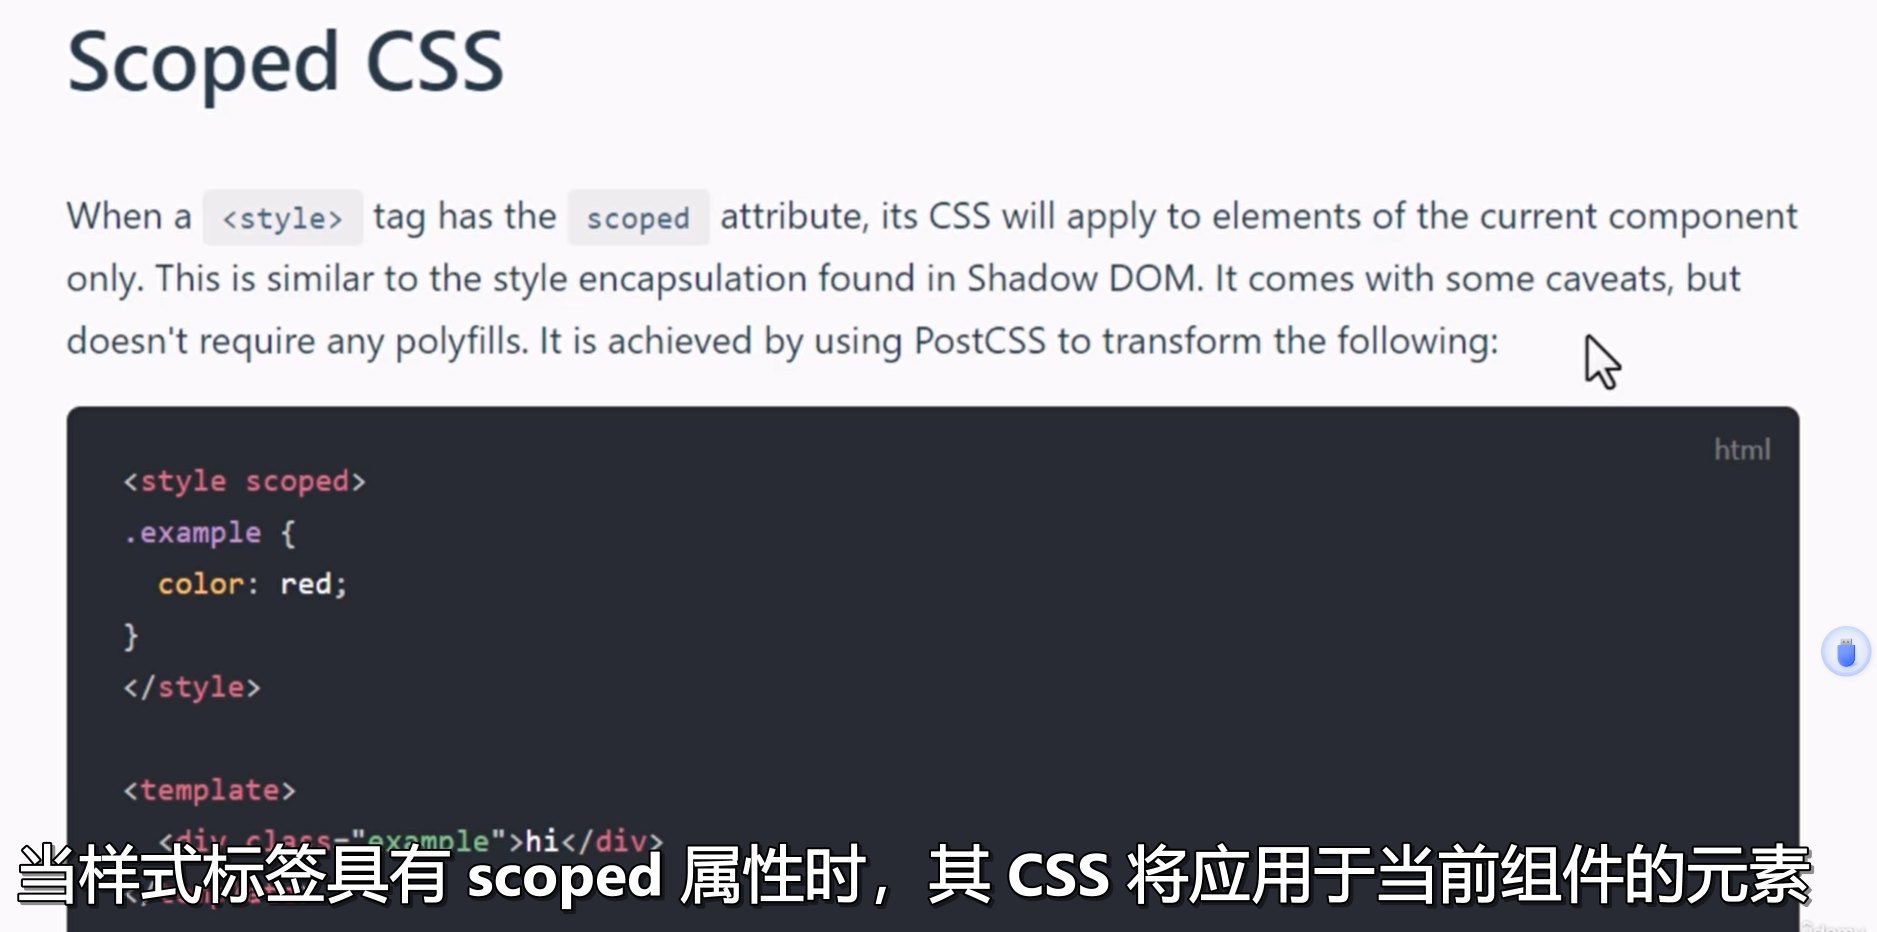 Scoped CSS
When a <style> tag has the scoped attribute, its CSS will apply to elements of the current component
only. This is similar to the style encapsulation found in Shadow DOM. It comes with some caveats, but
doesn't require any polyfills. It is achieved by using PostCSS to transform the following:
html
<style scoped>
.example {
  color: red;
}
</style>
<template>
  <div class="example">hi</div>
当样式标签具有 scoped 属性时，其 CSS 将应用于当前组件的元素